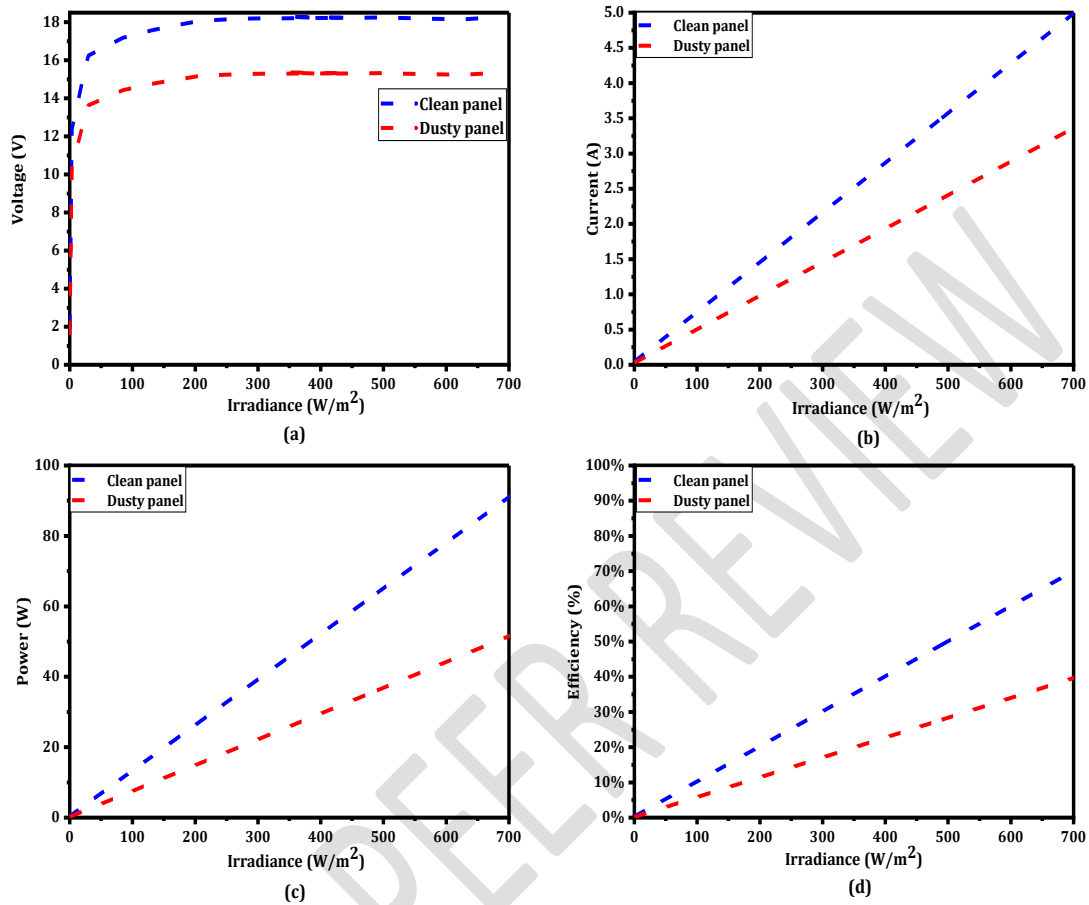 18
16
14
12
10
8
6
4
2
0
Voltage (V)
Clean panel
Dusty panel
0 100 200 300 400 500 600 700
Irradiance (W/m²)
(a)
5.0
4.5
4.0
3.5
3.0
2.5
2.0
1.5
1.0
0.5
0.0
Current (A)
Clean panel
Dusty panel
0 100 200 300 400 500 600 700
Irradiance (W/m²)
(b)
100
80
60
40
20
0
Power (W)
Clean panel
Dusty panel
0 100 200 300 400 500 600 700
Irradiance (W/m²)
(c)
100%
90%
80%
70%
60%
50%
40%
30%
20%
10%
0%
Efficiency (%)
Clean panel
Dusty panel
0 100 200 300 400 500 600 700
Irradiance (W/m²)
(d)
PEER REVIEW